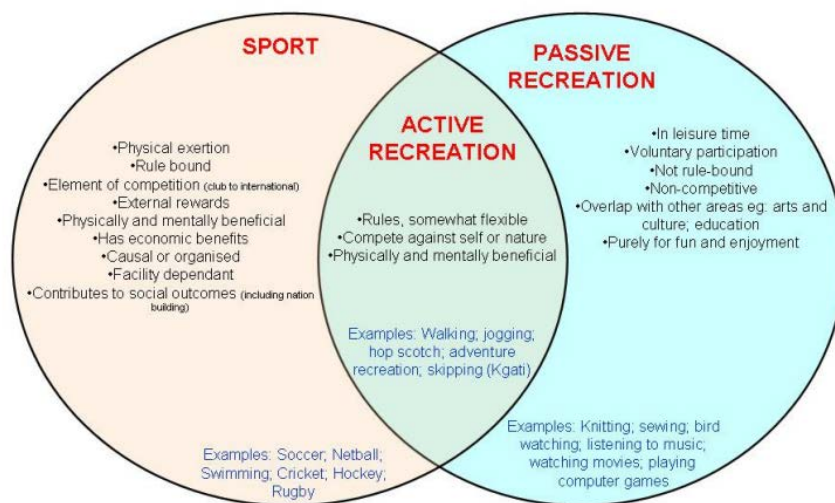 SPORT
•Physical exertion
•Rule bound
•Element of competition (club to international)
•External rewards
•Physically and mentally beneficial
•Has economic benefits
•Causal or organised
•Facility dependant
•Contributes to social outcomes (including nation
building)
Examples: Soccer; Netball;
Swimming; Cricket; Hockey;
Rugby
ACTIVE
RECREATION
•Rules, somewhat flexible
•Compete against self or nature
•Physically and mentally beneficial
Examples: Walking; jogging;
hop scotch; adventure
recreation; skipping (Kgati)
PASSIVE
RECREATION
•In leisure time
•Voluntary participation
•Not rule-bound
•Non-competitive
•Overlap with other areas eg: arts and
culture; education
•Purely for fun and enjoyment
Examples: Knitting; sewing; bird
watching; listening to music;
watching movies; playing
computer games